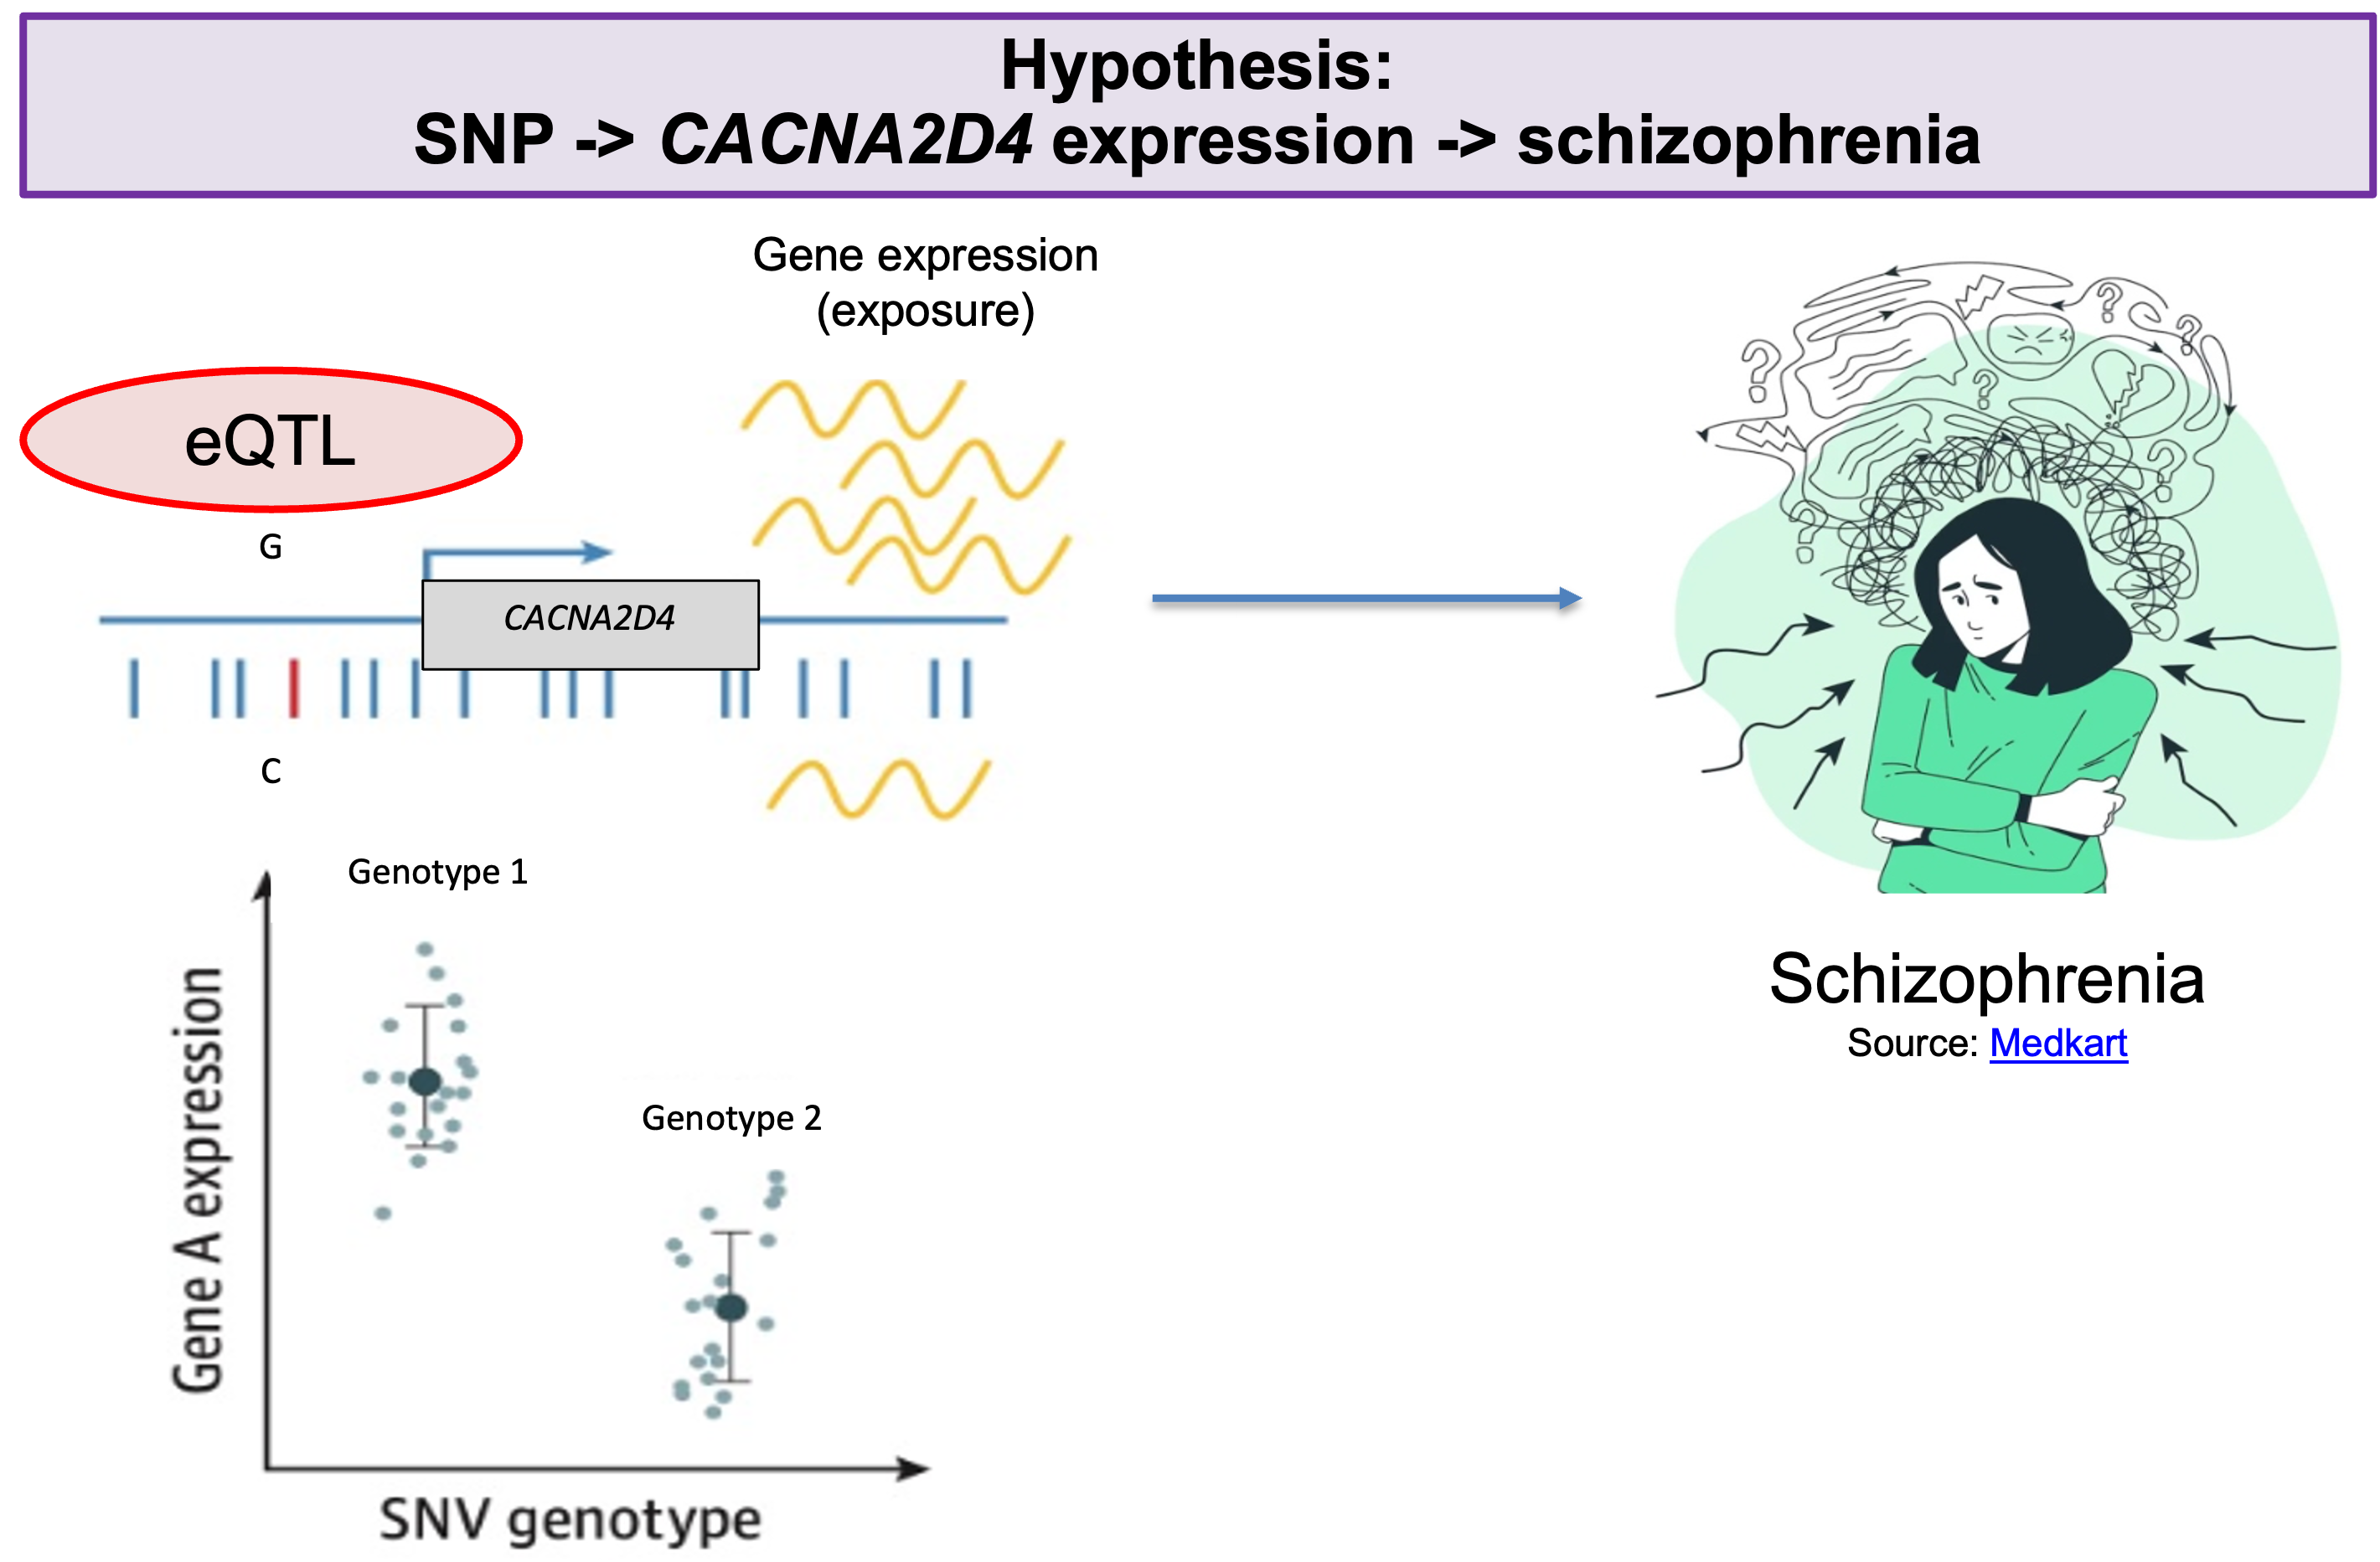 Hypothesis:
SNP -> CACNA2D4 expression -> schizophrenia
Gene expression
(exposure)
eQTL
G
CACNA2D4
C
Genotype 1
Genotype 2
Gene A expression
SNV genotype
Schizophrenia
Source: Medkart
? ? ? ? ? ?